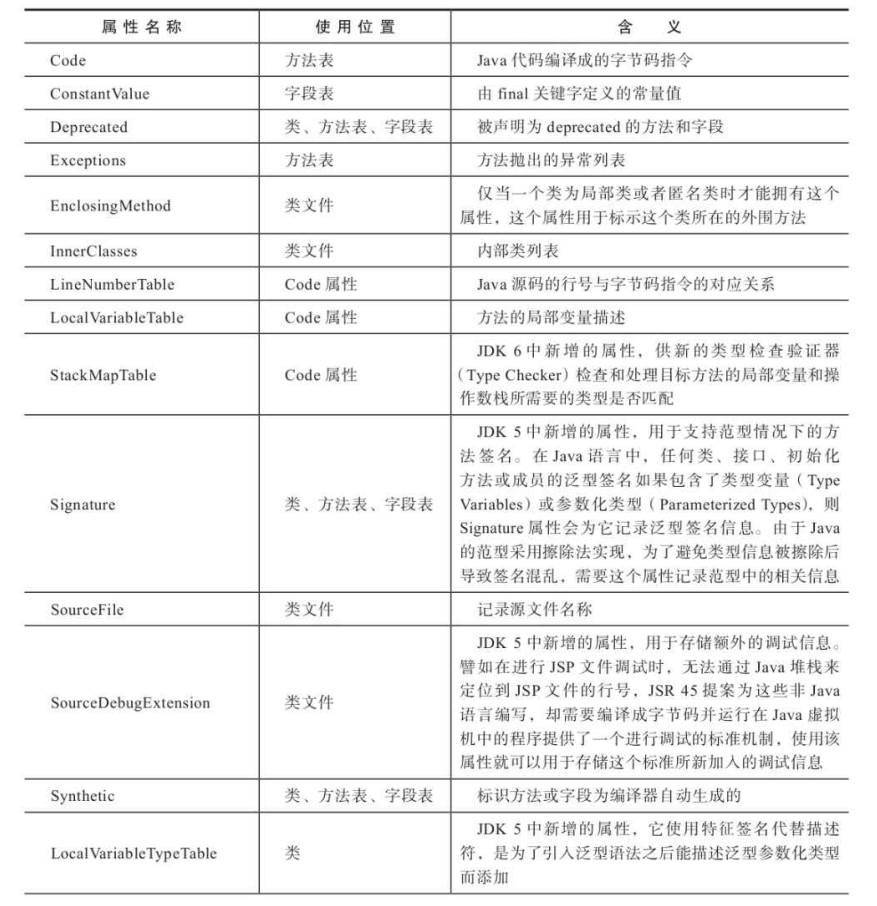 属性名称 使用位置 含 义
Code 方法表 Java 代码编译成的字节码指令
ConstantValue 字段表 由 final 关键字定义的常量值
Deprecated 类、方法表、字段表 被声明为 deprecated 的方法和字段
Exceptions 方法表 方法抛出的异常列表
EnclosingMethod 类文件 仅当一个类为局部类或者匿名类时才能拥有这个
属性，这个属性用于标示这个类所在的外围方法
InnerClasses 类文件 内部类列表
LineNumberTable Code 属性 Java 源码的行号与字节码指令的对应关系
LocalVariableTable Code 属性 方法的局部变量描述
StackMapTable Code 属性 JDK 6 中新增的属性，供新的类型检查验证器
（Type Checker）检查和处理目标方法的局部变量和操
作数栈所需要的类型是否匹配
Signature 类、方法表、字段表 JDK 5 中新增的属性，用于支持范型情况下的方
法签名。在 Java 语言中，任何类、接口、初始化
方法或成员的泛型签名如果包含了类型变量（Type
Variables）或参数化类型（Parameterized Types），则
Signature 属性会为它记录泛型签名信息。由于 Java
的范型采用擦除法实现，为了避免类型信息被擦除后
导致签名混乱，需要这个属性记录范型中的相关信息
SourceFile 类文件 记录源文件名称
SourceDebugExtension 类文件 JDK 5 中新增的属性，用于存储额外的调试信息。
譬如在进行 JSP 文件调试时，无法通过 Java 堆栈来
定位到 JSP 文件的行号，JSR 45 提案为这些非 Java
语言编写，却需要编译成字节码并运行在 Java 虚拟
机中的程序提供了一个进行调试的标准机制，使用该
属性就可以用于存储这个标准所新加入的调试信息
Synthetic 类、方法表、字段表 标识方法或字段为编译器自动生成的
LocalVariableTypeTable 类 JDK 5 中新增的属性，它使用特征签名代替描述
符，是为了引入泛型语法之后能描述泛型参数化类型
而添加